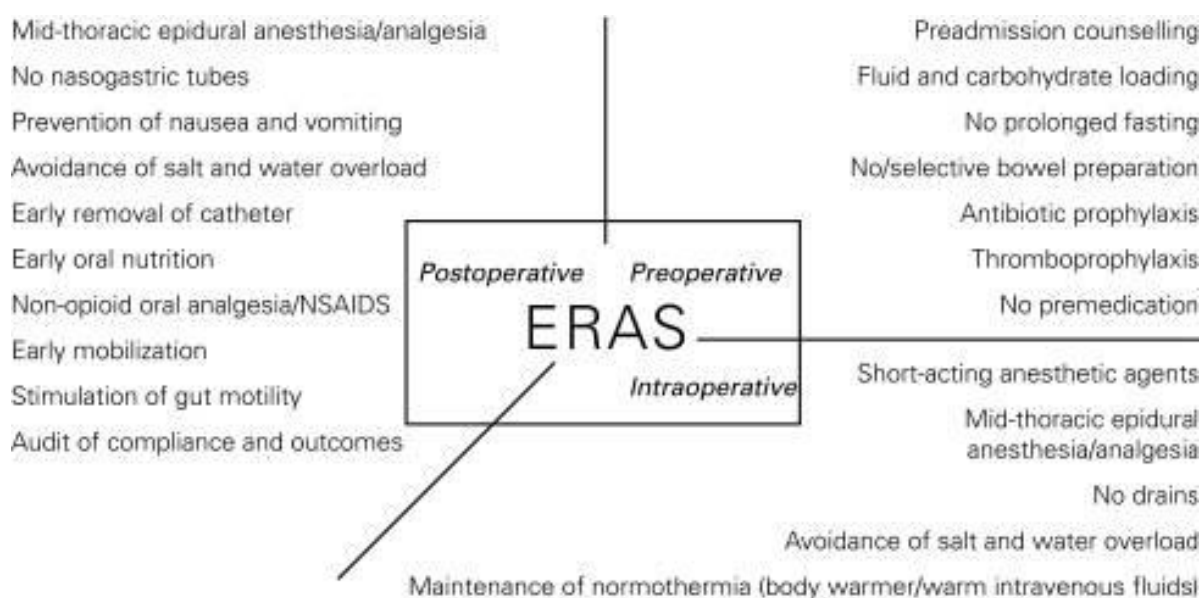 Mid-thoracic epidural anesthesia/analgesia
No nasogastric tubes
Prevention of nausea and vomiting
Avoidance of salt and water overload
Early removal of catheter
Early oral nutrition
Non-opioid oral analgesia/NSAIDS
Early mobilization
Stimulation of gut motility
Audit of compliance and outcomes
Postoperative
Preoperative
ERAS
Intraoperative
Preadmission counselling
Fluid and carbohydrate loading
No prolonged fasting
No/selective bowel preparation
Antibiotic prophylaxis
Thromboprophylaxis
No premedication
Short-acting anesthetic agents
Mid-thoracic epidural
anesthesia/analgesia
No drains
Avoidance of salt and water overload
Maintenance of normothermia (body warmer/warm intravenous fluids)